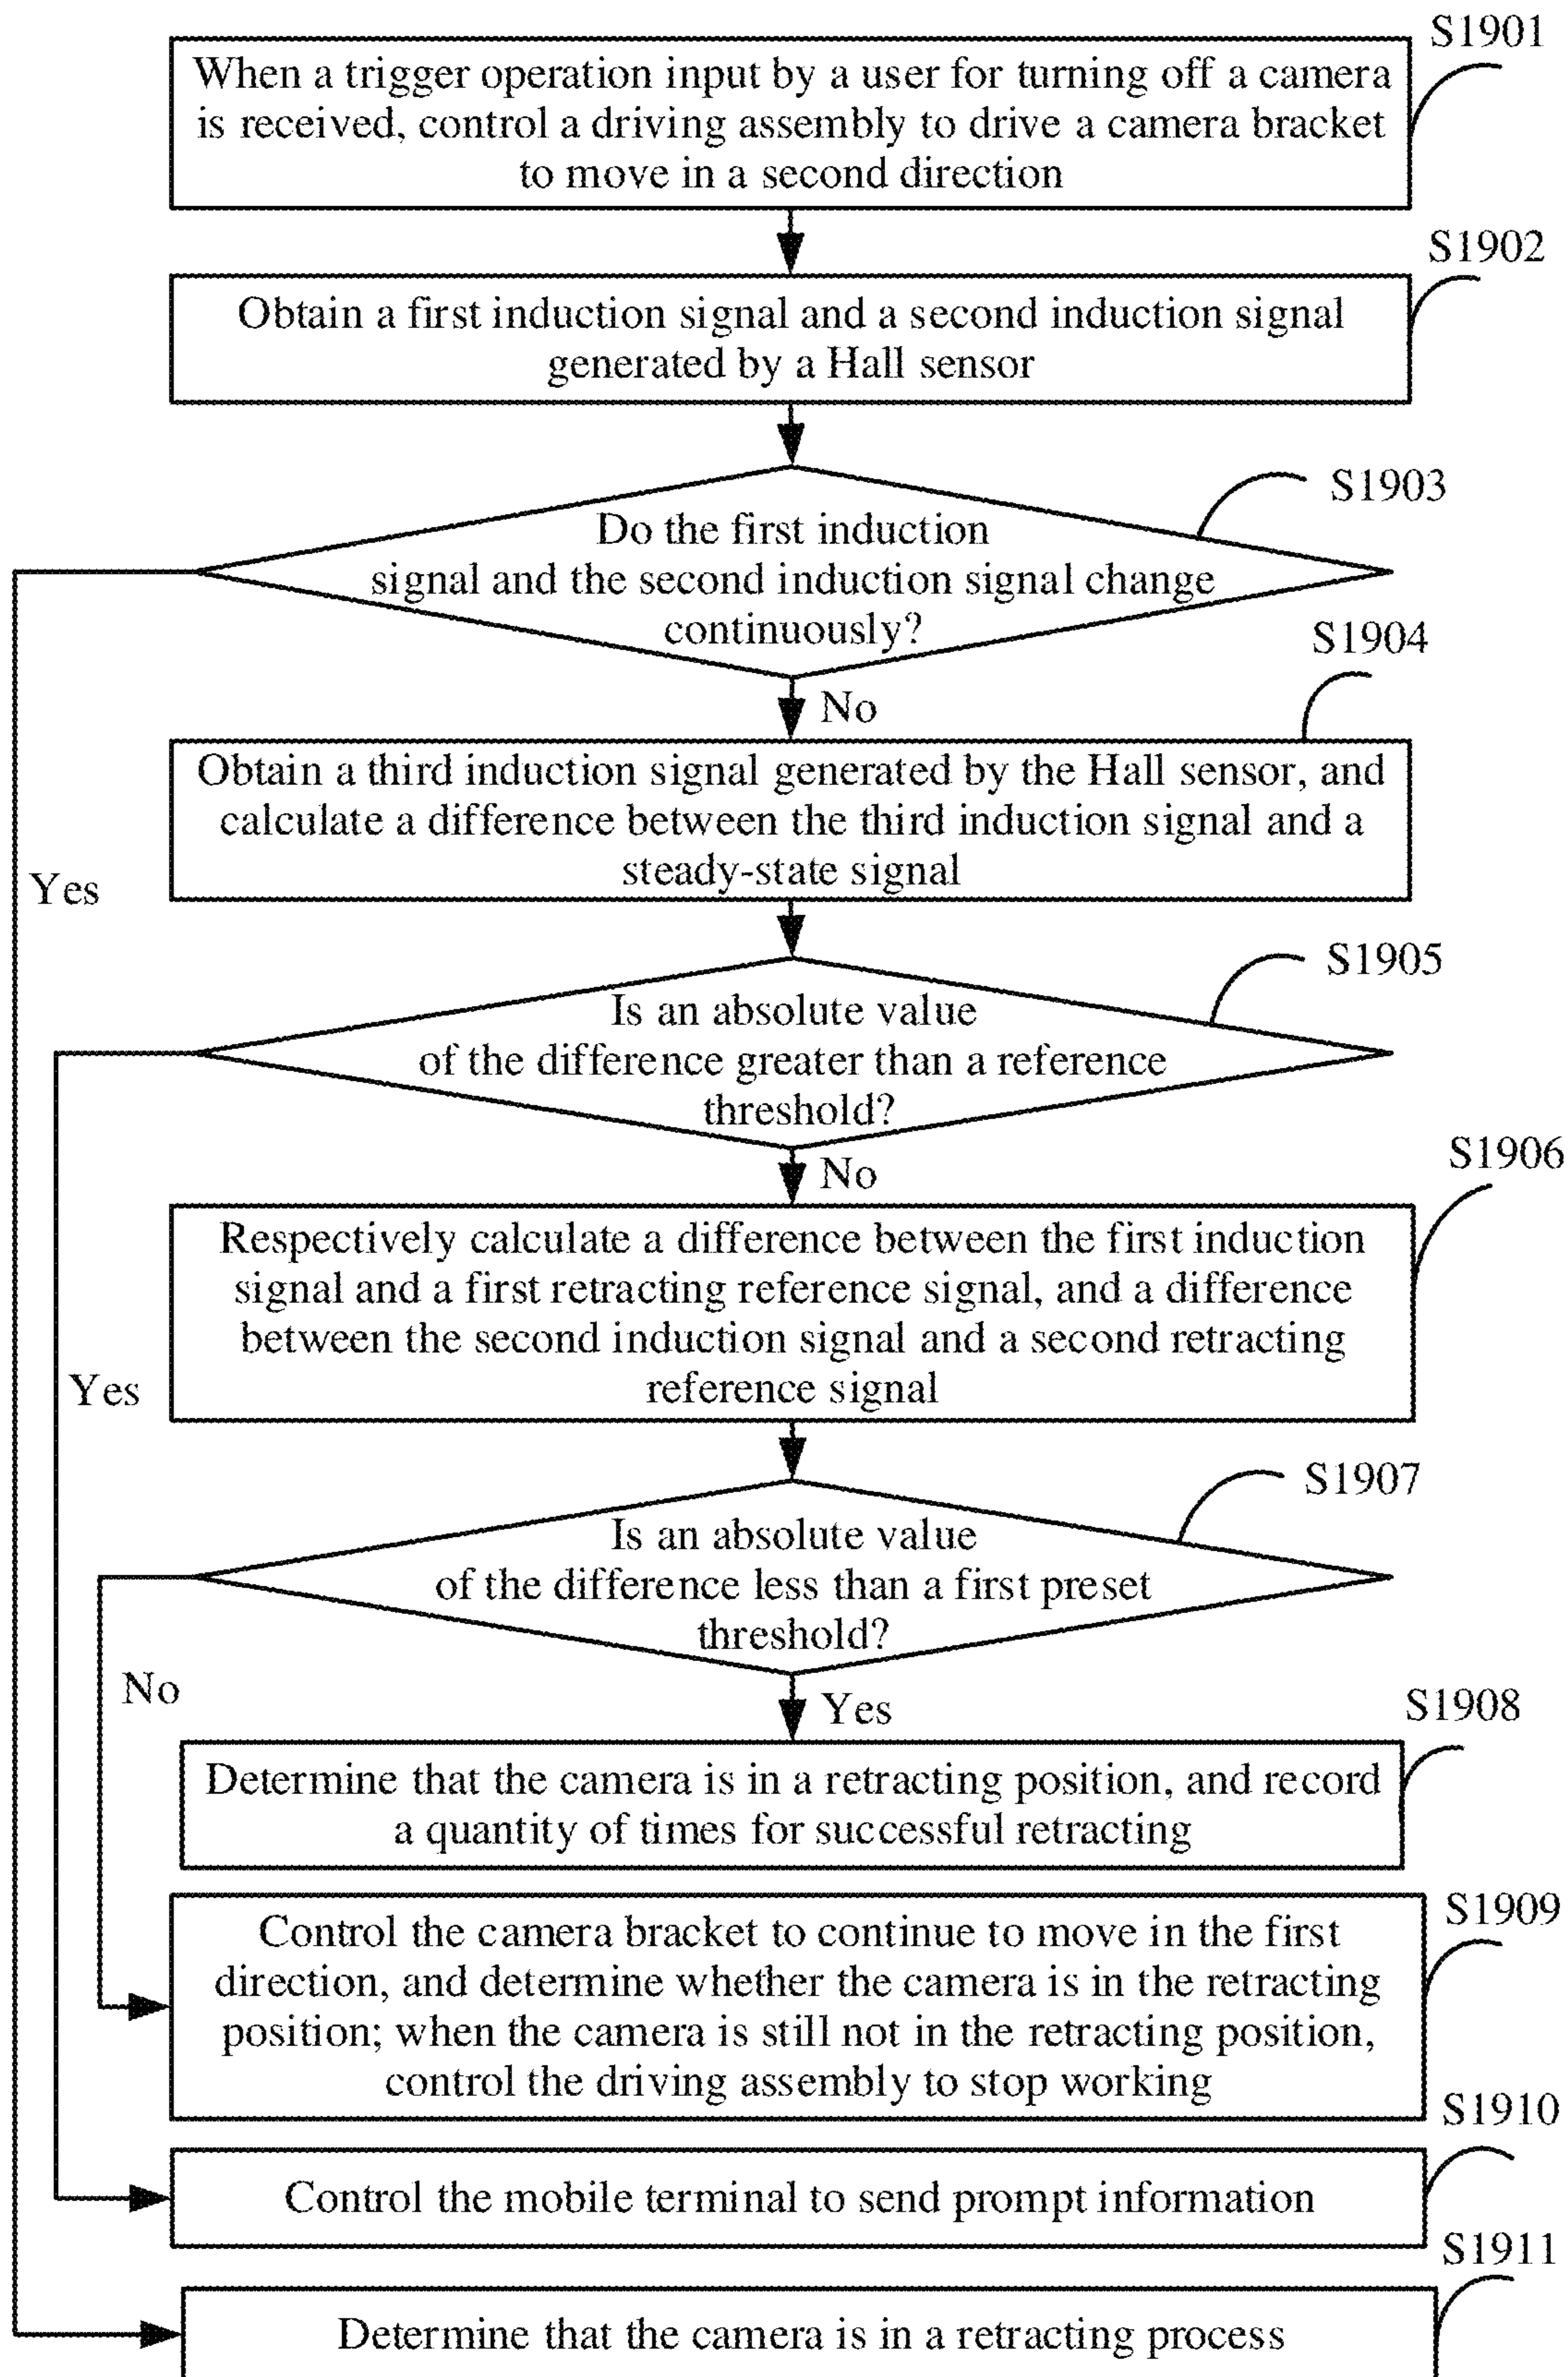 S1901
When a trigger operation input by a user for turning off a camera
is received, control a driving assembly to drive a camera bracket
to move in a second direction
S1902
Obtain a first induction signal and a second induction signal
generated by a Hall sensor
S1903
Do the first induction
signal and the second induction signal change
continuously?
S1904
No
Obtain a third induction signal generated by the Hall sensor, and
calculate a difference between the third induction signal and a
steady-state signal
Yes
S1905
Is an absolute value
of the difference greater than a reference
threshold?
S1906
No
Respectively calculate a difference between the first induction
signal and a first retracting reference signal, and a difference
between the second induction signal and a second retracting
reference signal
Yes
S1907
Is an absolute value
of the difference less than a first preset
threshold?
No
Yes
S1908
Determine that the camera is in a retracting position, and record
a quantity of times for successful retracting
S1909
Control the camera bracket to continue to move in the first
direction, and determine whether the camera is in the retracting
position; when the camera is still not in the retracting position,
control the driving assembly to stop working
S1910
Control the mobile terminal to send prompt information
S1911
Determine that the camera is in a retracting process